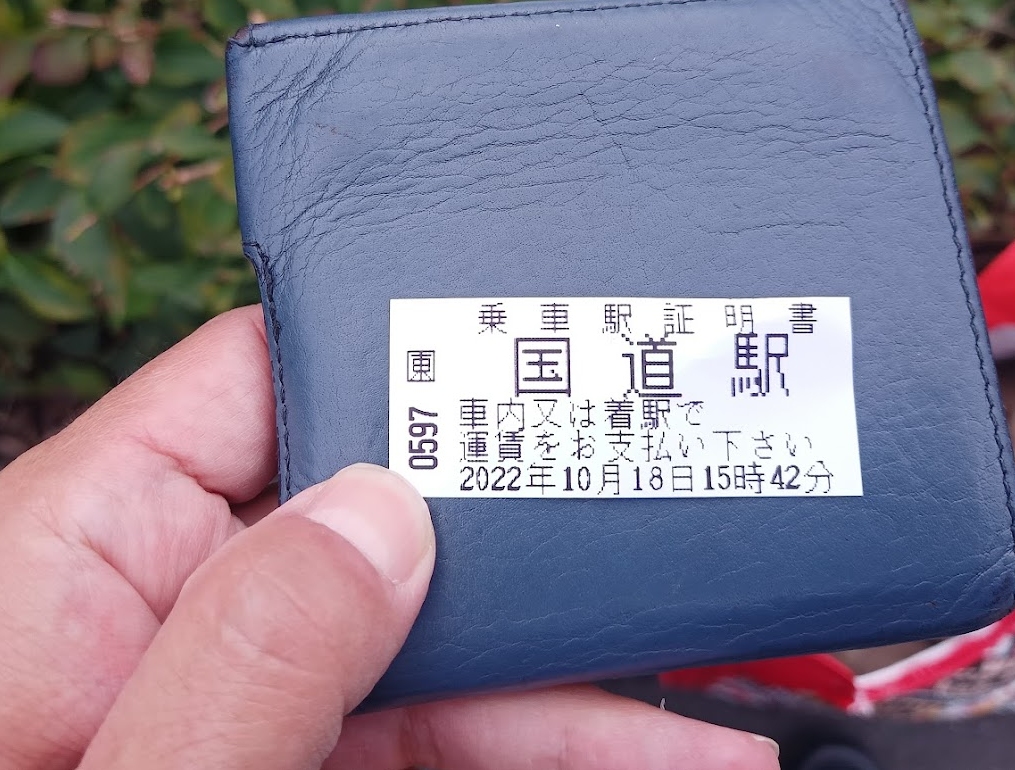 乗車駅証明書
東 国道駅
0597
車内又は着駅で
運賃をお支払い下さい
2022年10月18日15時42分